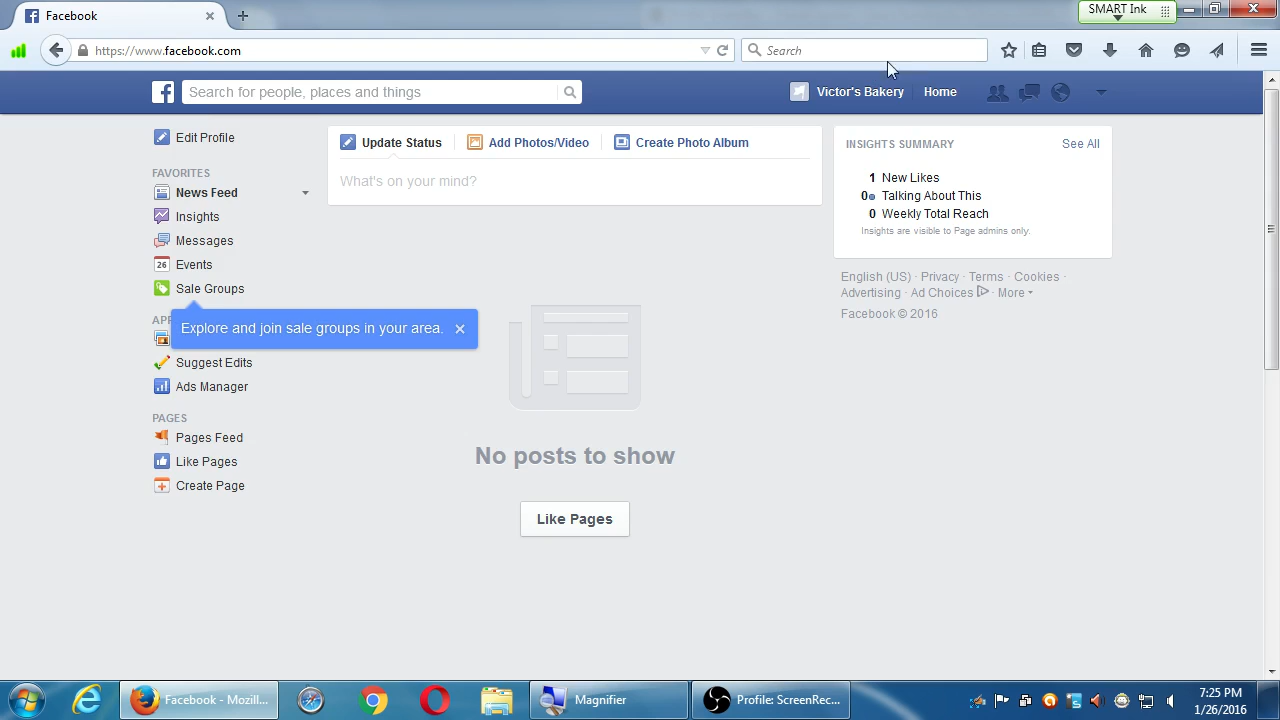 Facebook
SMART Ink
https://www.facebook.com
Search
Search for people, places and things
Victor's Bakery
Home
Edit Profile
FAVORITES
News Feed
Insights
Messages
26
Events
Sale Groups
Explore and join sale groups in your area.
Suggest Edits
Ads Manager
PAGES
Pages Feed
Like Pages
Create Page
Update Status
Add Photos/Video
Create Photo Album
What's on your mind?
No posts to show
Like Pages
INSIGHTS SUMMARY
See All
1 New Likes
0 Talking About This
0 Weekly Total Reach
Insights are visible to Page admins only.
English (US) · Privacy · Terms · Cookies ·
Advertising · Ad Choices · More
Facebook © 2016
Facebook - Mozill...
Magnifier
Profile: ScreenRec...
7:25 PM
1/26/2016